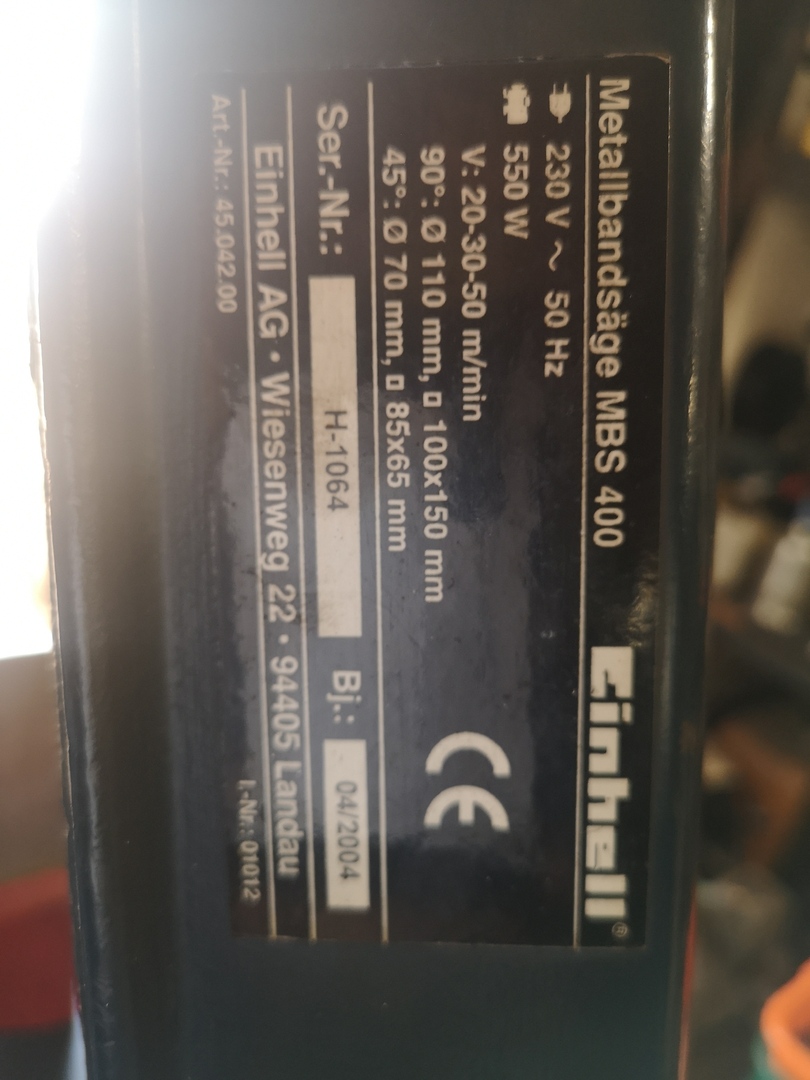 Metallbandsäge MBS 400 Einhell®
230 V ~ 50 Hz
550 W
V: 20-30-50 m/min
90°: Ø 110 mm, □ 100x150 mm
45°: Ø 70 mm, □ 85x65 mm
CE
Ser.-Nr.: H-1064 Bj.: 04/2004
Einhell AG · Wiesenweg 22 · 94405 Landau
Art.-Nr.: 45.042.00 I.-Nr.: 01012